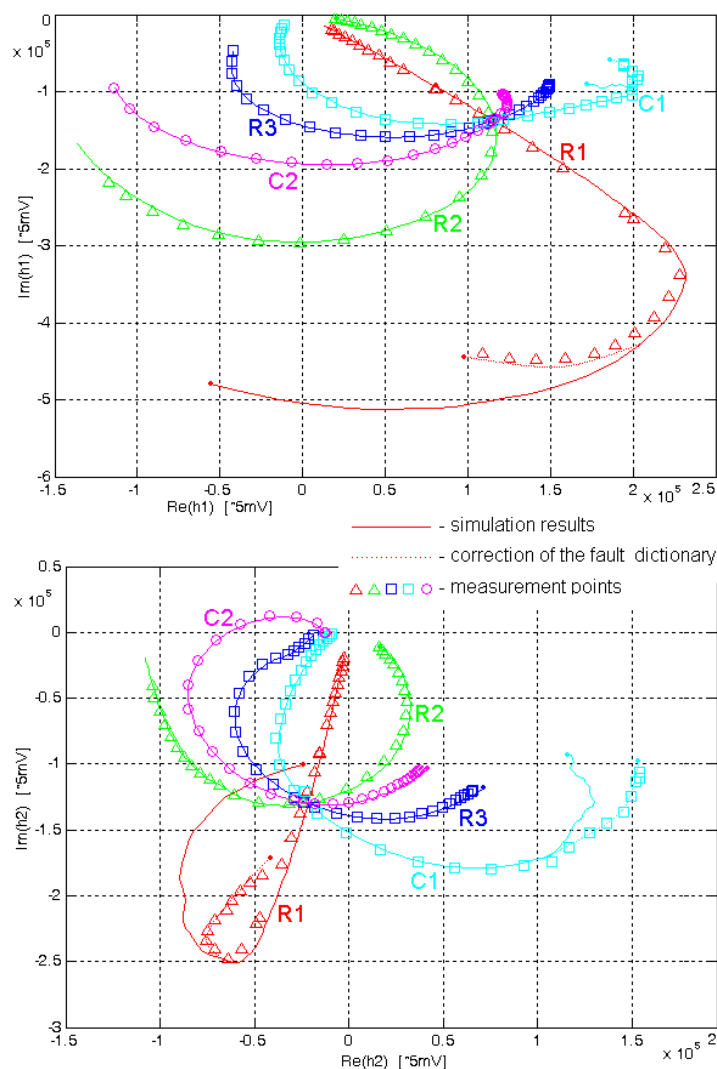 0
x 10⁵
-1
-2
-3
-4
-5
-6
Im(h1) [*5mV]
R3
C2
R2
R1
C1
-1.5
-1
-0.5
0
0.5
1
1.5
2
2.5
Re(h1) [*5mV]
x 10⁵
- simulation results
- correction of the fault dictionary
- measurement points
0.5
x 10⁵
0
-0.5
-1
-1.5
-2
-2.5
-3
Im(h2) [*5mV]
C2
R2
R3
C1
R1
-1.5
-1
-0.5
0
0.5
1
1.5
2
Re(h2) [*5mV]
x 10⁵